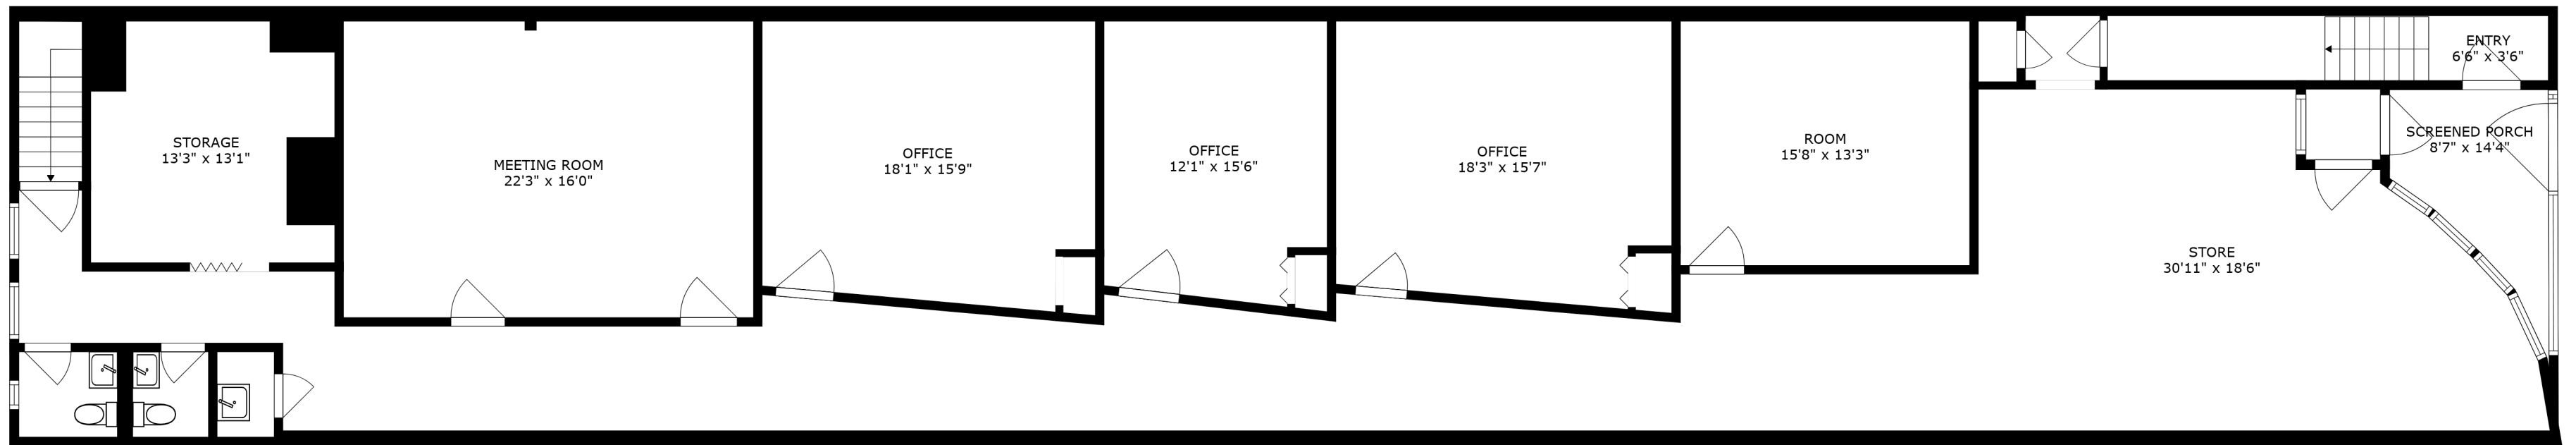 STORAGE
13'3" x 13'1"
MEETING ROOM
22'3" x 16'0"
OFFICE
18'1" x 15'9"
OFFICE
12'1" x 15'6"
OFFICE
18'3" x 15'7"
ROOM
15'8" x 13'3"
ENTRY
6'6" x 3'6"
SCREENED PORCH
8'7" x 14'4"
STORE
30'11" x 18'6"